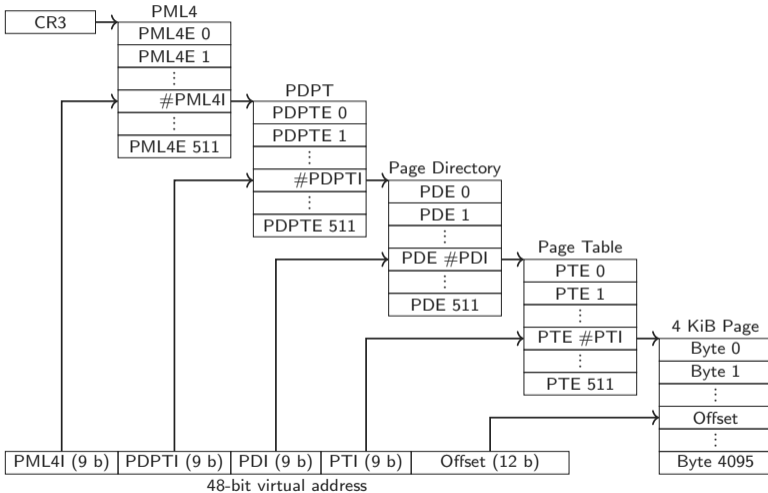 CR3
PML4
PML4E 0
PML4E 1
⋮
#PML4I
⋮
PML4E 511
PDPT
PDPTE 0
PDPTE 1
⋮
#PDPTI
⋮
PDPTE 511
Page Directory
PDE 0
PDE 1
⋮
PDE #PDI
⋮
PDE 511
Page Table
PTE 0
PTE 1
⋮
PTE #PTI
⋮
PTE 511
4 KiB Page
Byte 0
Byte 1
⋮
Offset
⋮
Byte 4095
PML4I (9 b) PDPTI (9 b) PDI (9 b) PTI (9 b) Offset (12 b)
48-bit virtual address